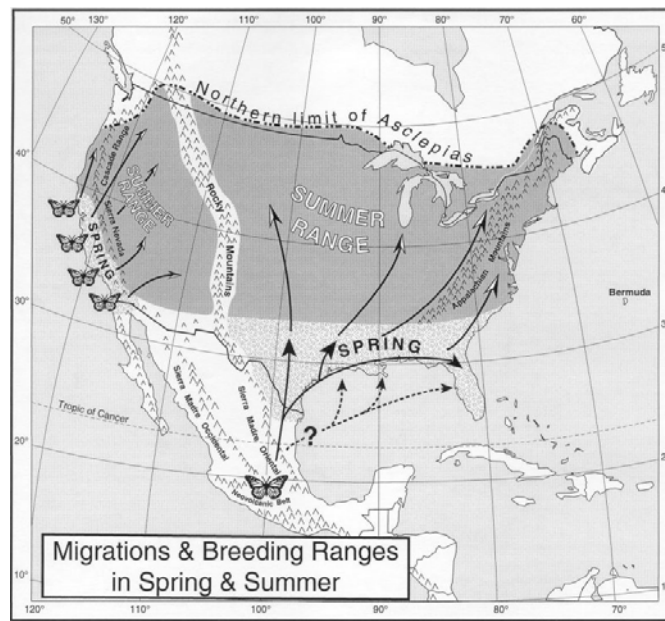 50° 130° 120° 110° 100° 90° 80° 70° 60°
Northern limit of Asclepias
40°
Cascade Range
SUMMER
RANGE
Rocky
Mountains
SUMMER
RANGE
Sierra Nevada
SPRING
Appalachian Mountains
Bermuda
30°
SPRING
Tropic of Cancer
Sierra Madre Occidental
Sierra Madre Oriental
?
20°
Neovolcanic Belt
Migrations & Breeding Ranges
in Spring & Summer
10°
120° 110° 100° 90° 80° 70°